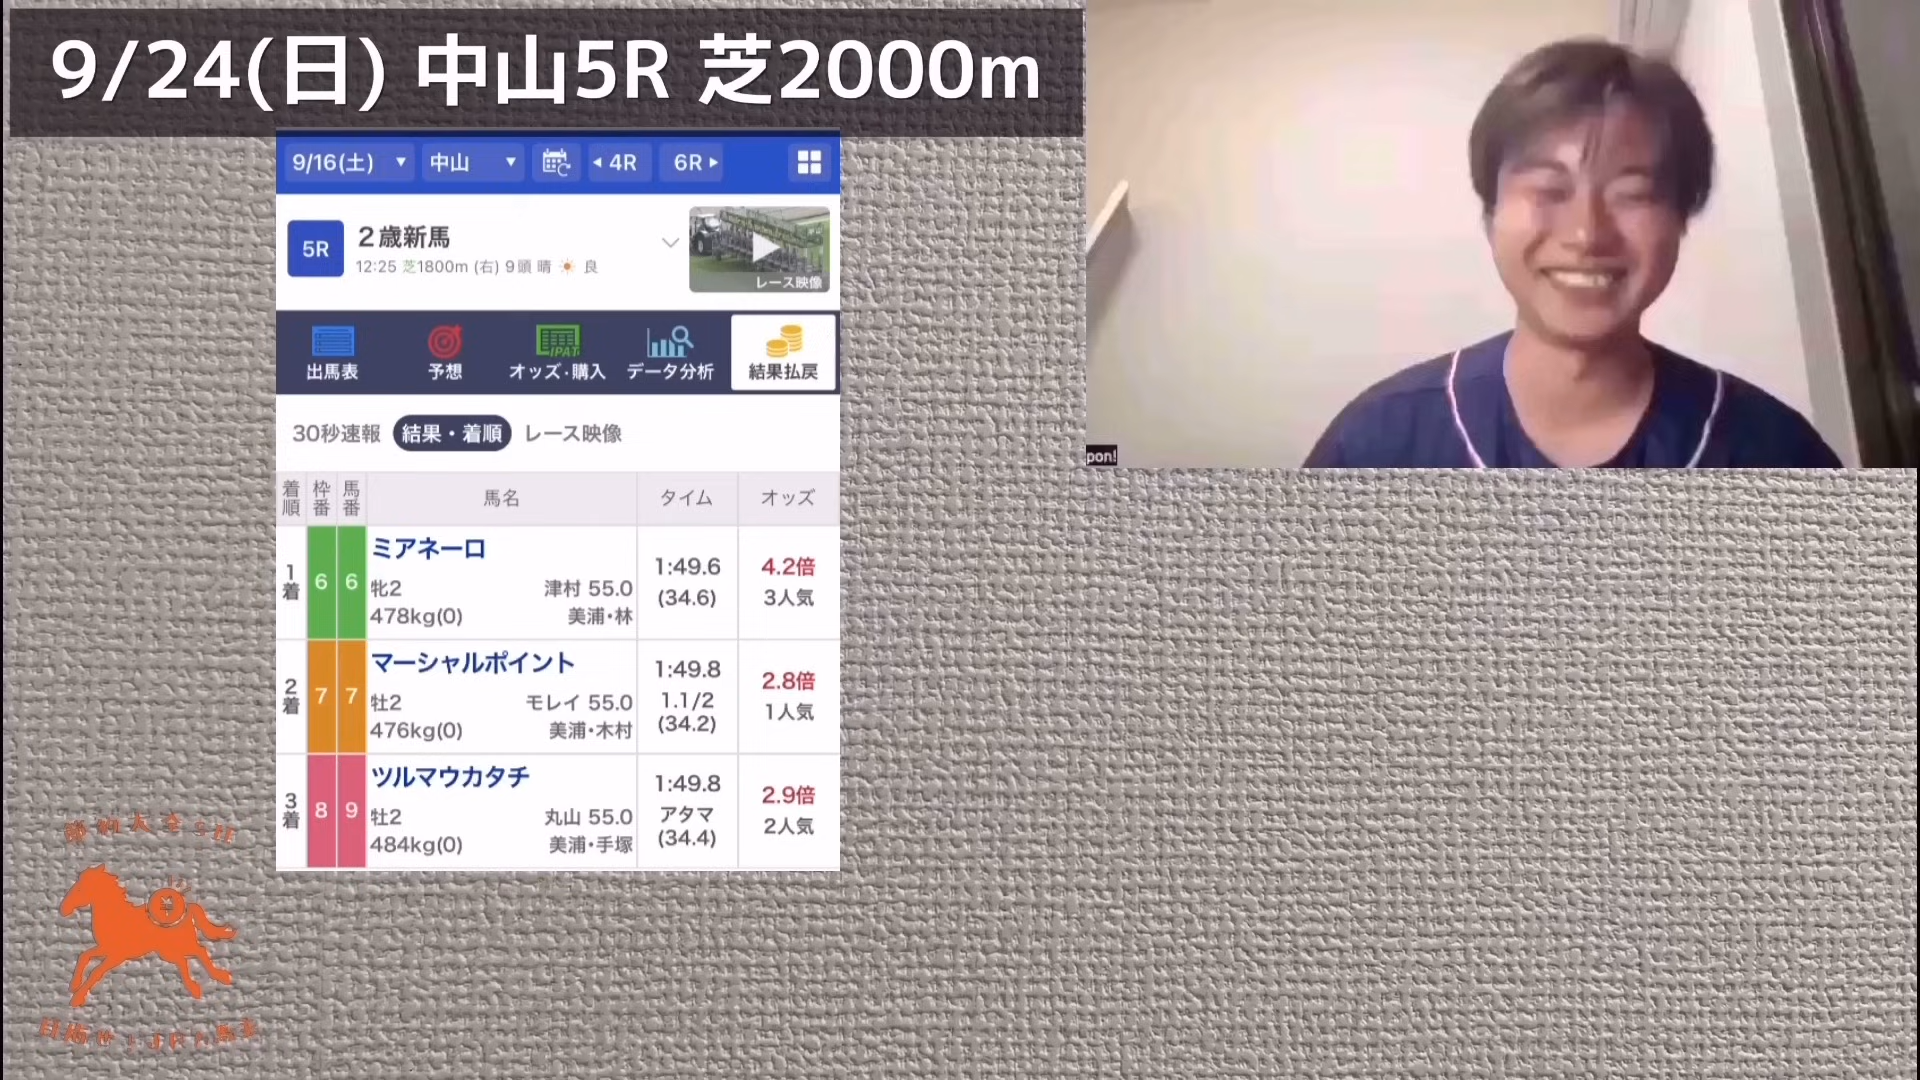 9/24(日) 中山5R 芝2000m
9/16(土) ▼ 中山 ▼ ◂ 4R 6R ▸
5R 2歳新馬
12:25 芝1800m (右) 9頭 晴 良
レース映像
出馬表 予想 IPAT オッズ・購入 データ分析 結果払戻
30秒速報 結果・着順 レース映像
着順 枠番 馬番 馬名 タイム オッズ
1着 6 6 ミアネーロ
牝2 津村 55.0
478kg(0) 美浦・林
1:49.6
(34.6)
4.2倍
3人気
2着 7 7 マーシャルポイント
牡2 モレイ 55.0
476kg(0) 美浦・木村
1:49.8
1.1/2
(34.2)
2.8倍
1人気
3着 8 9 ツルマウカタチ
牡2 丸山 55.0
484kg(0) 美浦・手塚
1:49.8
アタマ
(34.4)
2.9倍
2人気
pon!
¥